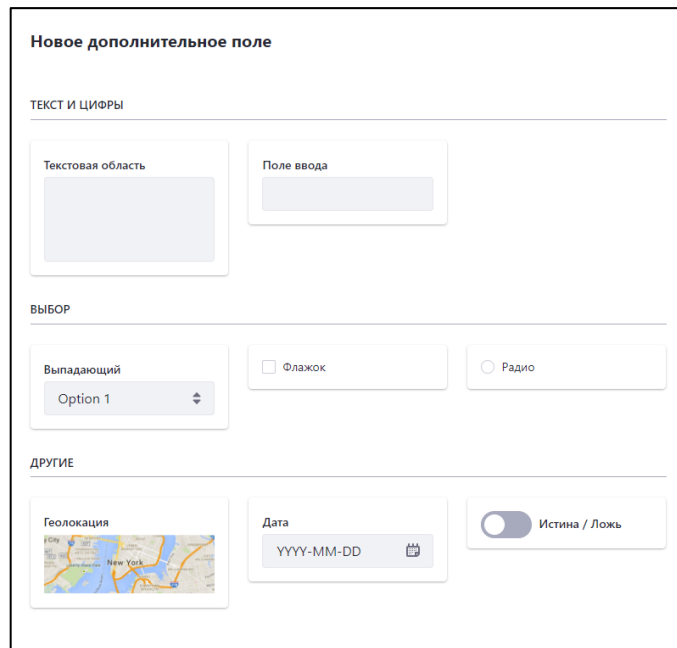 Новое дополнительное поле
ТЕКСТ И ЦИФРЫ
Текстовая область
Поле ввода
ВЫБОР
Выпадающий
Option 1
Флажок
Радио
ДРУГИЕ
Геолокация
y City
New York
Дата
YYYY-MM-DD
Истина / Ложь